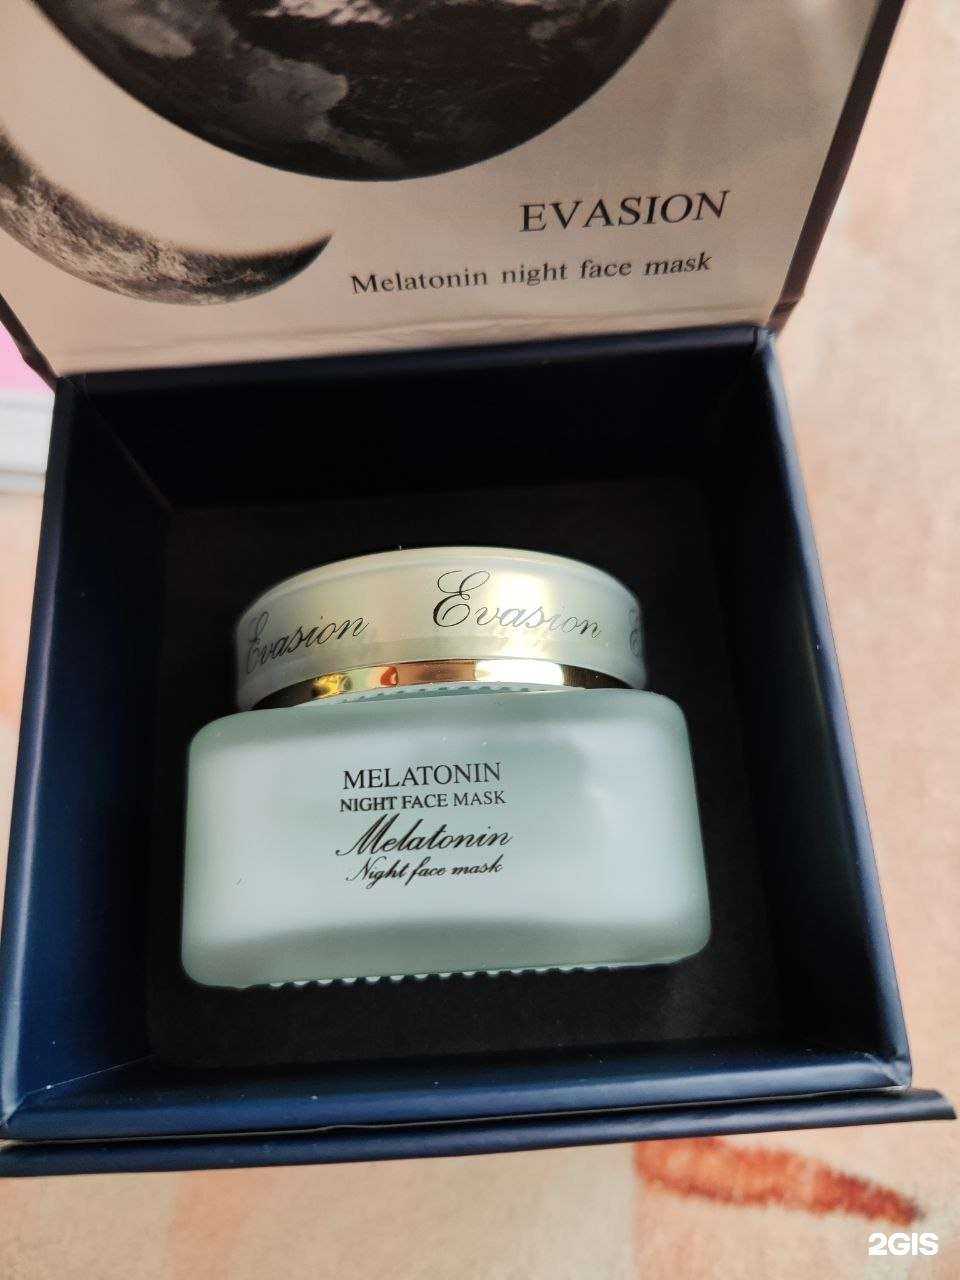 EVASION
Melatonin night face mask
Evasion Evasion E
MELATONIN
NIGHT FACE MASK
Melatonin
Night face mask
2GIS